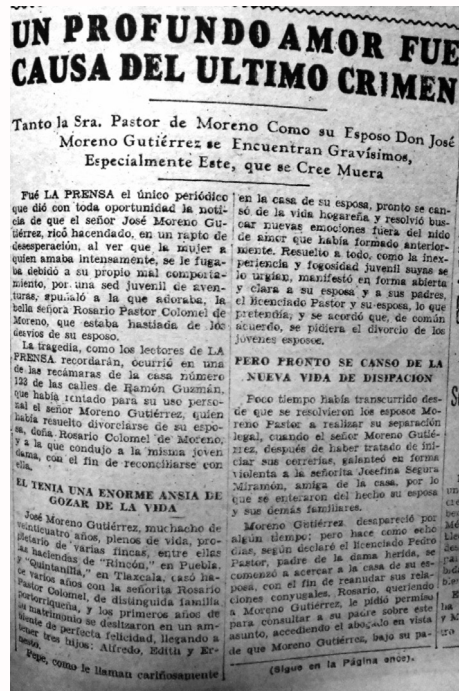 UN PROFUNDO AMOR FUE
CAUSA DEL ULTIMO CRIMEN
Tanto la Sra. Pastor de Moreno Como su Esposo Don José
Moreno Gutiérrez se Encuentran Gravísimos,
Especialmente Este, que se Cree Muera
Fué LA PRENSA el único periódico
que dió con toda oportunidad la noti-
cia de que el señor José Moreno Gu-
tiérrez, rico hacendado, en un rapto de
desesperación, al ver que la mujer a
quien amaba intensamente, se le fuga-
ba debido a su propio mal comporta-
miento, por una sed juvenil de aven-
turas, apuñaló a la que adoraba, la
bella señora Rosario Pastor Colomel de
Moreno, que estaba hastiada de los
desvíos de su esposo.
La tragedia, como los lectores de LA
PRENSA recordarán, ocurrió en una
de las recámaras de la casa número
123 de las calles de Ramón Guzmán,
que había rentado para su uso perso-
nal el señor Moreno Gutiérrez, quien
había resuelto divorciarse de su espo-
sa, doña Rosario Colomel de Moreno,
y a la que condujo a la misma joven
dama, con el fin de reconciliarse con
ella.
EL TENIA UNA ENORME ANSIA DE
GOZAR DE LA VIDA
José Moreno Gutiérrez, muchacho de
veinticuatro años, plenos de vida, pro-
pietario de varias fincas, entre ellas
las haciendas de "Rincón," en Puebla,
y "Quintanilla," en Tlaxcala, casó ha-
ce varios años con la señorita Rosario
Pastor Colomel, de distinguida familia
portorriqueña, y los primeros años de
su matrimonio se deslizaron en un am-
biente de perfecta felicidad, llegando a
tener tres hijos: Alfredo, Edith y Er-
nesto.
Pepe, como le llaman cariñosamente
en la casa de su esposa, pronto se can-
só de la vida hogareña y resolvió bus-
car nuevas emociones fuera del nido
de amor que había formado anterior-
mente. Resuelto a todo, como la inex-
periencia y fogosidad juvenil suyas se
lo urgían, manifestó en forma abierta
y clara a su esposa y a sus padres,
el licenciado Pastor y su esposa, lo que
pretendía; y se acordó que, de común
acuerdo, se pidiera el divorcio de los
jóvenes esposos.
PERO PRONTO SE CANSO DE LA
NUEVA VIDA DE DISIPACION
Poco tiempo había transcurrido des-
de que se resolvieron los esposos Mo-
reno Pastor a realizar su separación
legal, cuando el señor Moreno Gutié-
rrez, después de haber tratado de ini-
ciar sus correrías, galanteó en forma
violenta a la señorita Josefina Segura
Miramón, amiga de la casa, por lo
que se enteraron del hecho su esposa
y sus demás familiares.
Moreno Gutiérrez, desapareció por
algún tiempo; pero hace como ocho
días, según declaró el licenciado Pedro
Pastor, padre de la dama herida, se
comenzó a acercar a la casa de su es-
posa, con el fin de reanudar sus rela-
ciones conyugales. Rosario, queriendo
a Moreno Gutiérrez, le pidió permiso
para consultar a su padre sobre este
asunto, accediendo el abogado en vista
de que Moreno Gutiérrez, bajo su pa-
(Sigue en la Página once).